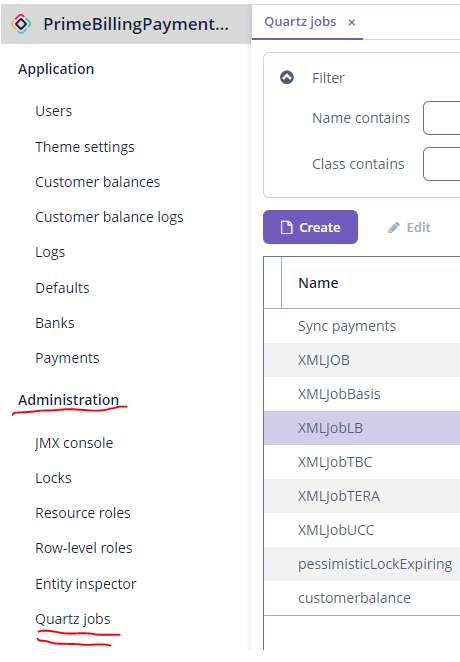 PrimeBillingPayment...
Application
Users
Theme settings
Customer balances
Customer balance logs
Logs
Defaults
Banks
Payments
Administration
JMX console
Locks
Resource roles
Row-level roles
Entity inspector
Quartz jobs
Quartz jobs ×
Filter
Name contains
Class contains
Create Edit
Name
Sync payments
XMLJOB
XMLJobBasis
XMLJobLB
XMLJobTBC
XMLJobTERA
XMLJobUCC
pessimisticLockExpiring
customerbalance